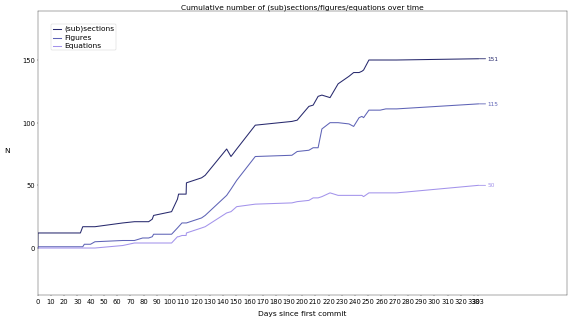 Cumulative number of (sub)sections/figures/equations over time
(sub)sections
Figures
Equations
150
151
115
100
N
50
50
0
0 10 20 30 40 50 60 70 80 90 100 110 120 130 140 150 160 170 180 190 200 210 220 230 240 250 260 270 280 290 300 310 320 330 333
Days since first commit